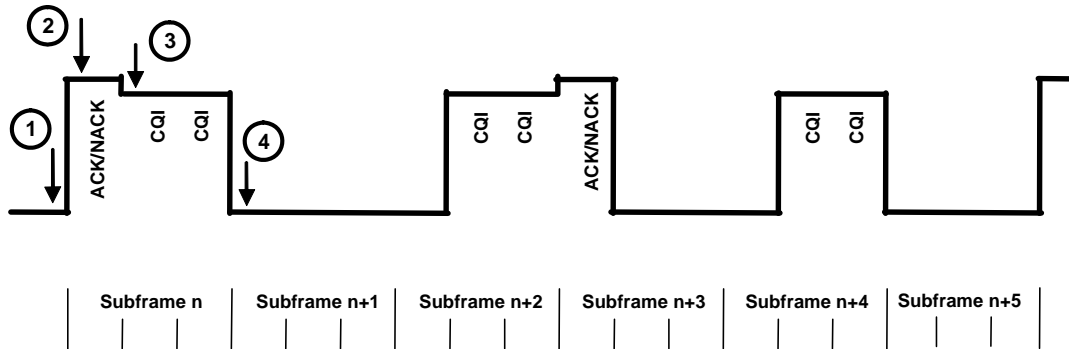 2
3
1
4
ACK/NACK
CQI
CQI
CQI
CQI
ACK/NACK
CQI
CQI
Subframe n
Subframe n+1
Subframe n+2
Subframe n+3
Subframe n+4
Subframe n+5